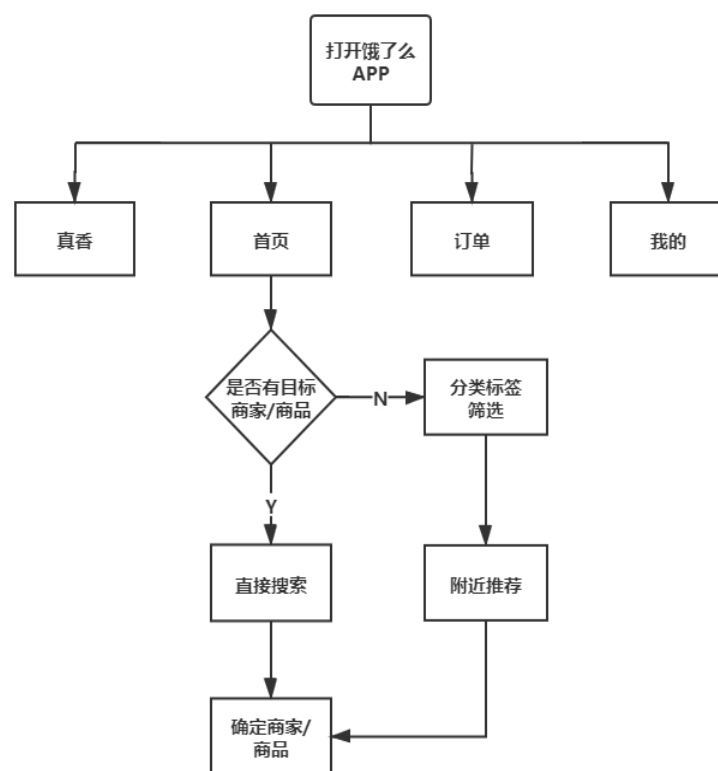 打开饿了么
APP
真香
首页
订单
我的
是否有目标
商家/商品
N
分类标签
筛选
Y
直接搜索
附近推荐
确定商家/
商品